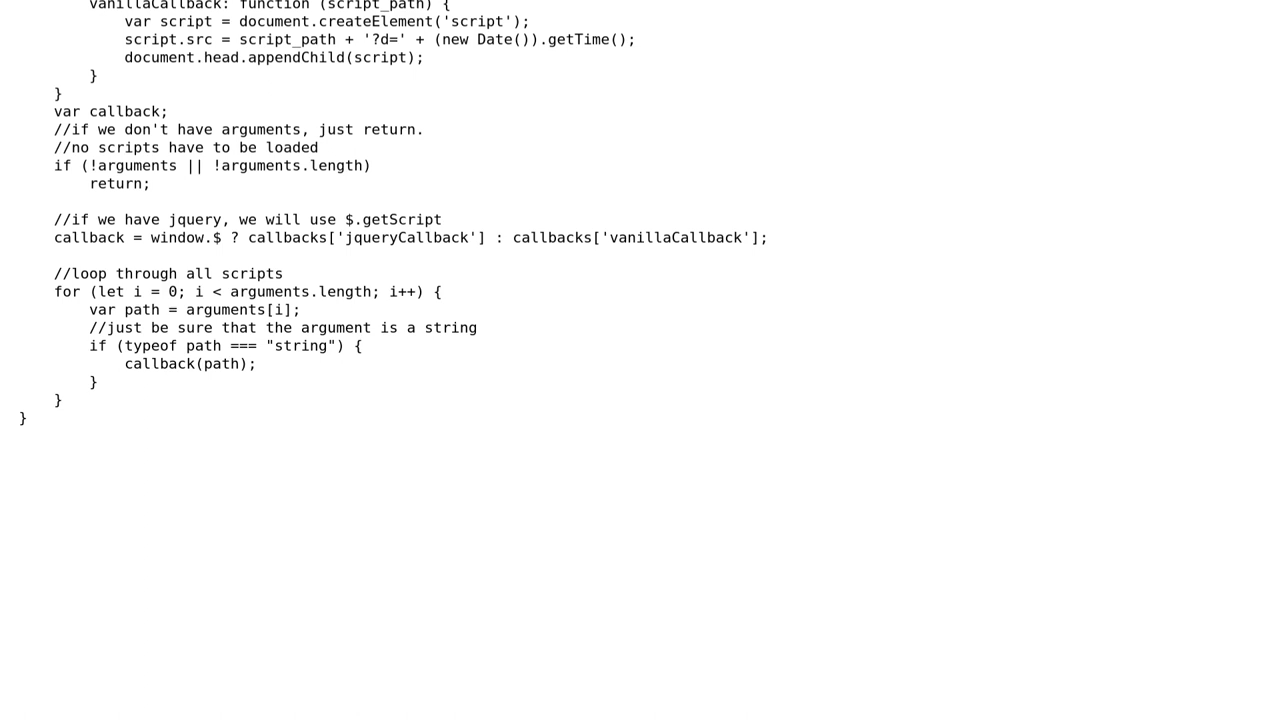 vanillaCallback: function (script_path) {
            var script = document.createElement('script');
            script.src = script_path + '?d=' + (new Date()).getTime();
            document.head.appendChild(script);
        }
    }
    var callback;
    //if we don't have arguments, just return.
    //no scripts have to be loaded
    if (!arguments || !arguments.length)
        return;

    //if we have jquery, we will use $.getScript
    callback = window.$ ? callbacks['jqueryCallback'] : callbacks['vanillaCallback'];

    //loop through all scripts
    for (let i = 0; i < arguments.length; i++) {
        var path = arguments[i];
        //just be sure that the argument is a string
        if (typeof path === "string") {
            callback(path);
        }
    }
}